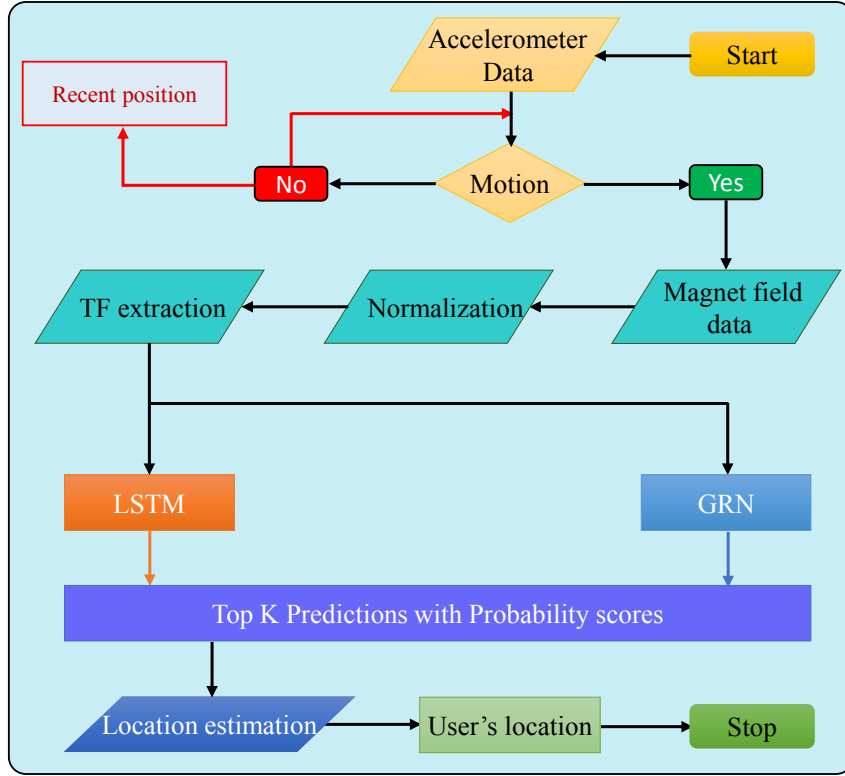 Accelerometer
Data
Start
Recent position
No
Motion
Yes
TF extraction
Normalization
Magnet field
data
LSTM
GRN
Top K Predictions with Probability scores
Location estimation
User's location
Stop